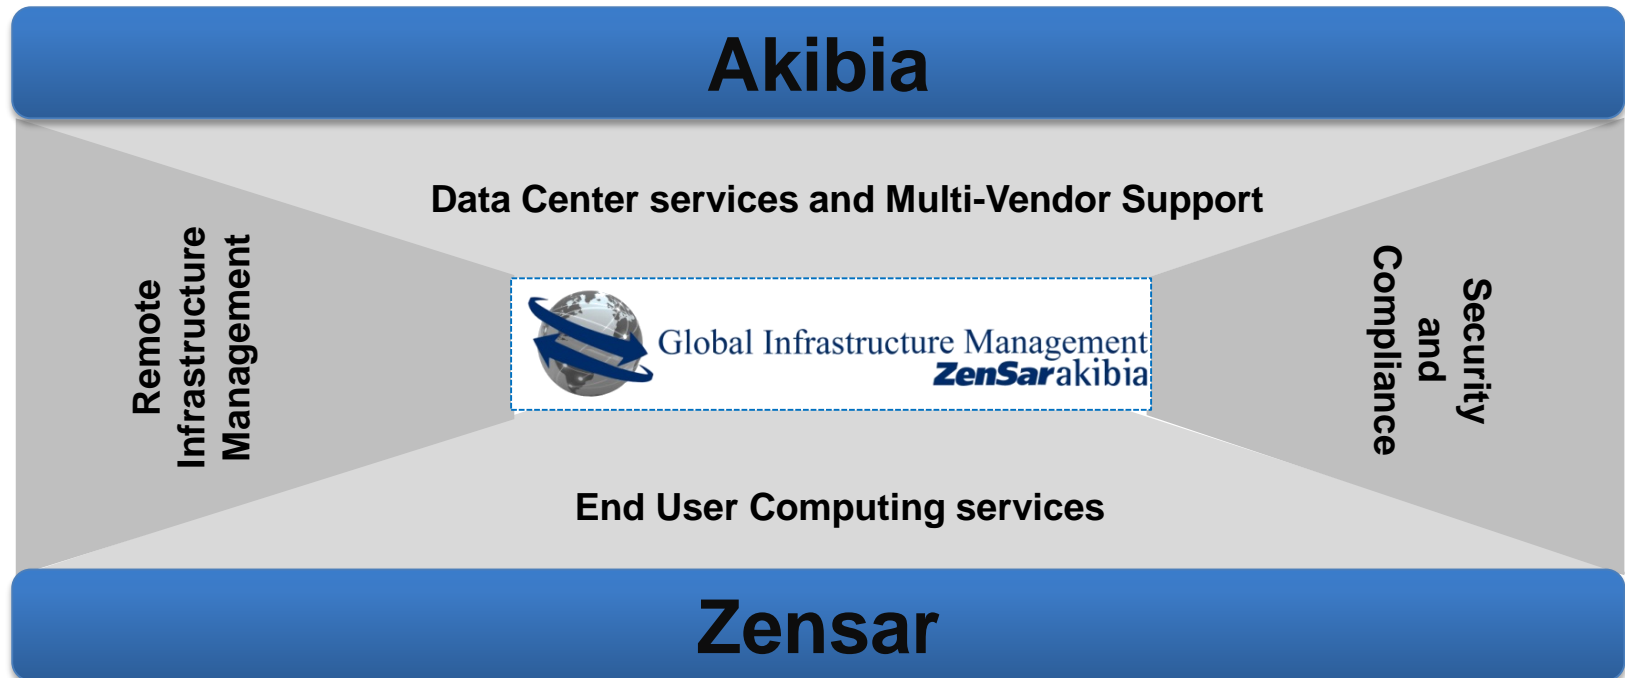 Akibia
Data Center services and Multi-Vendor Support
Remote
Infrastructure
Management
Global Infrastructure Management
ZenSarakibia
Security
and
Compliance
End User Computing services
Zensar